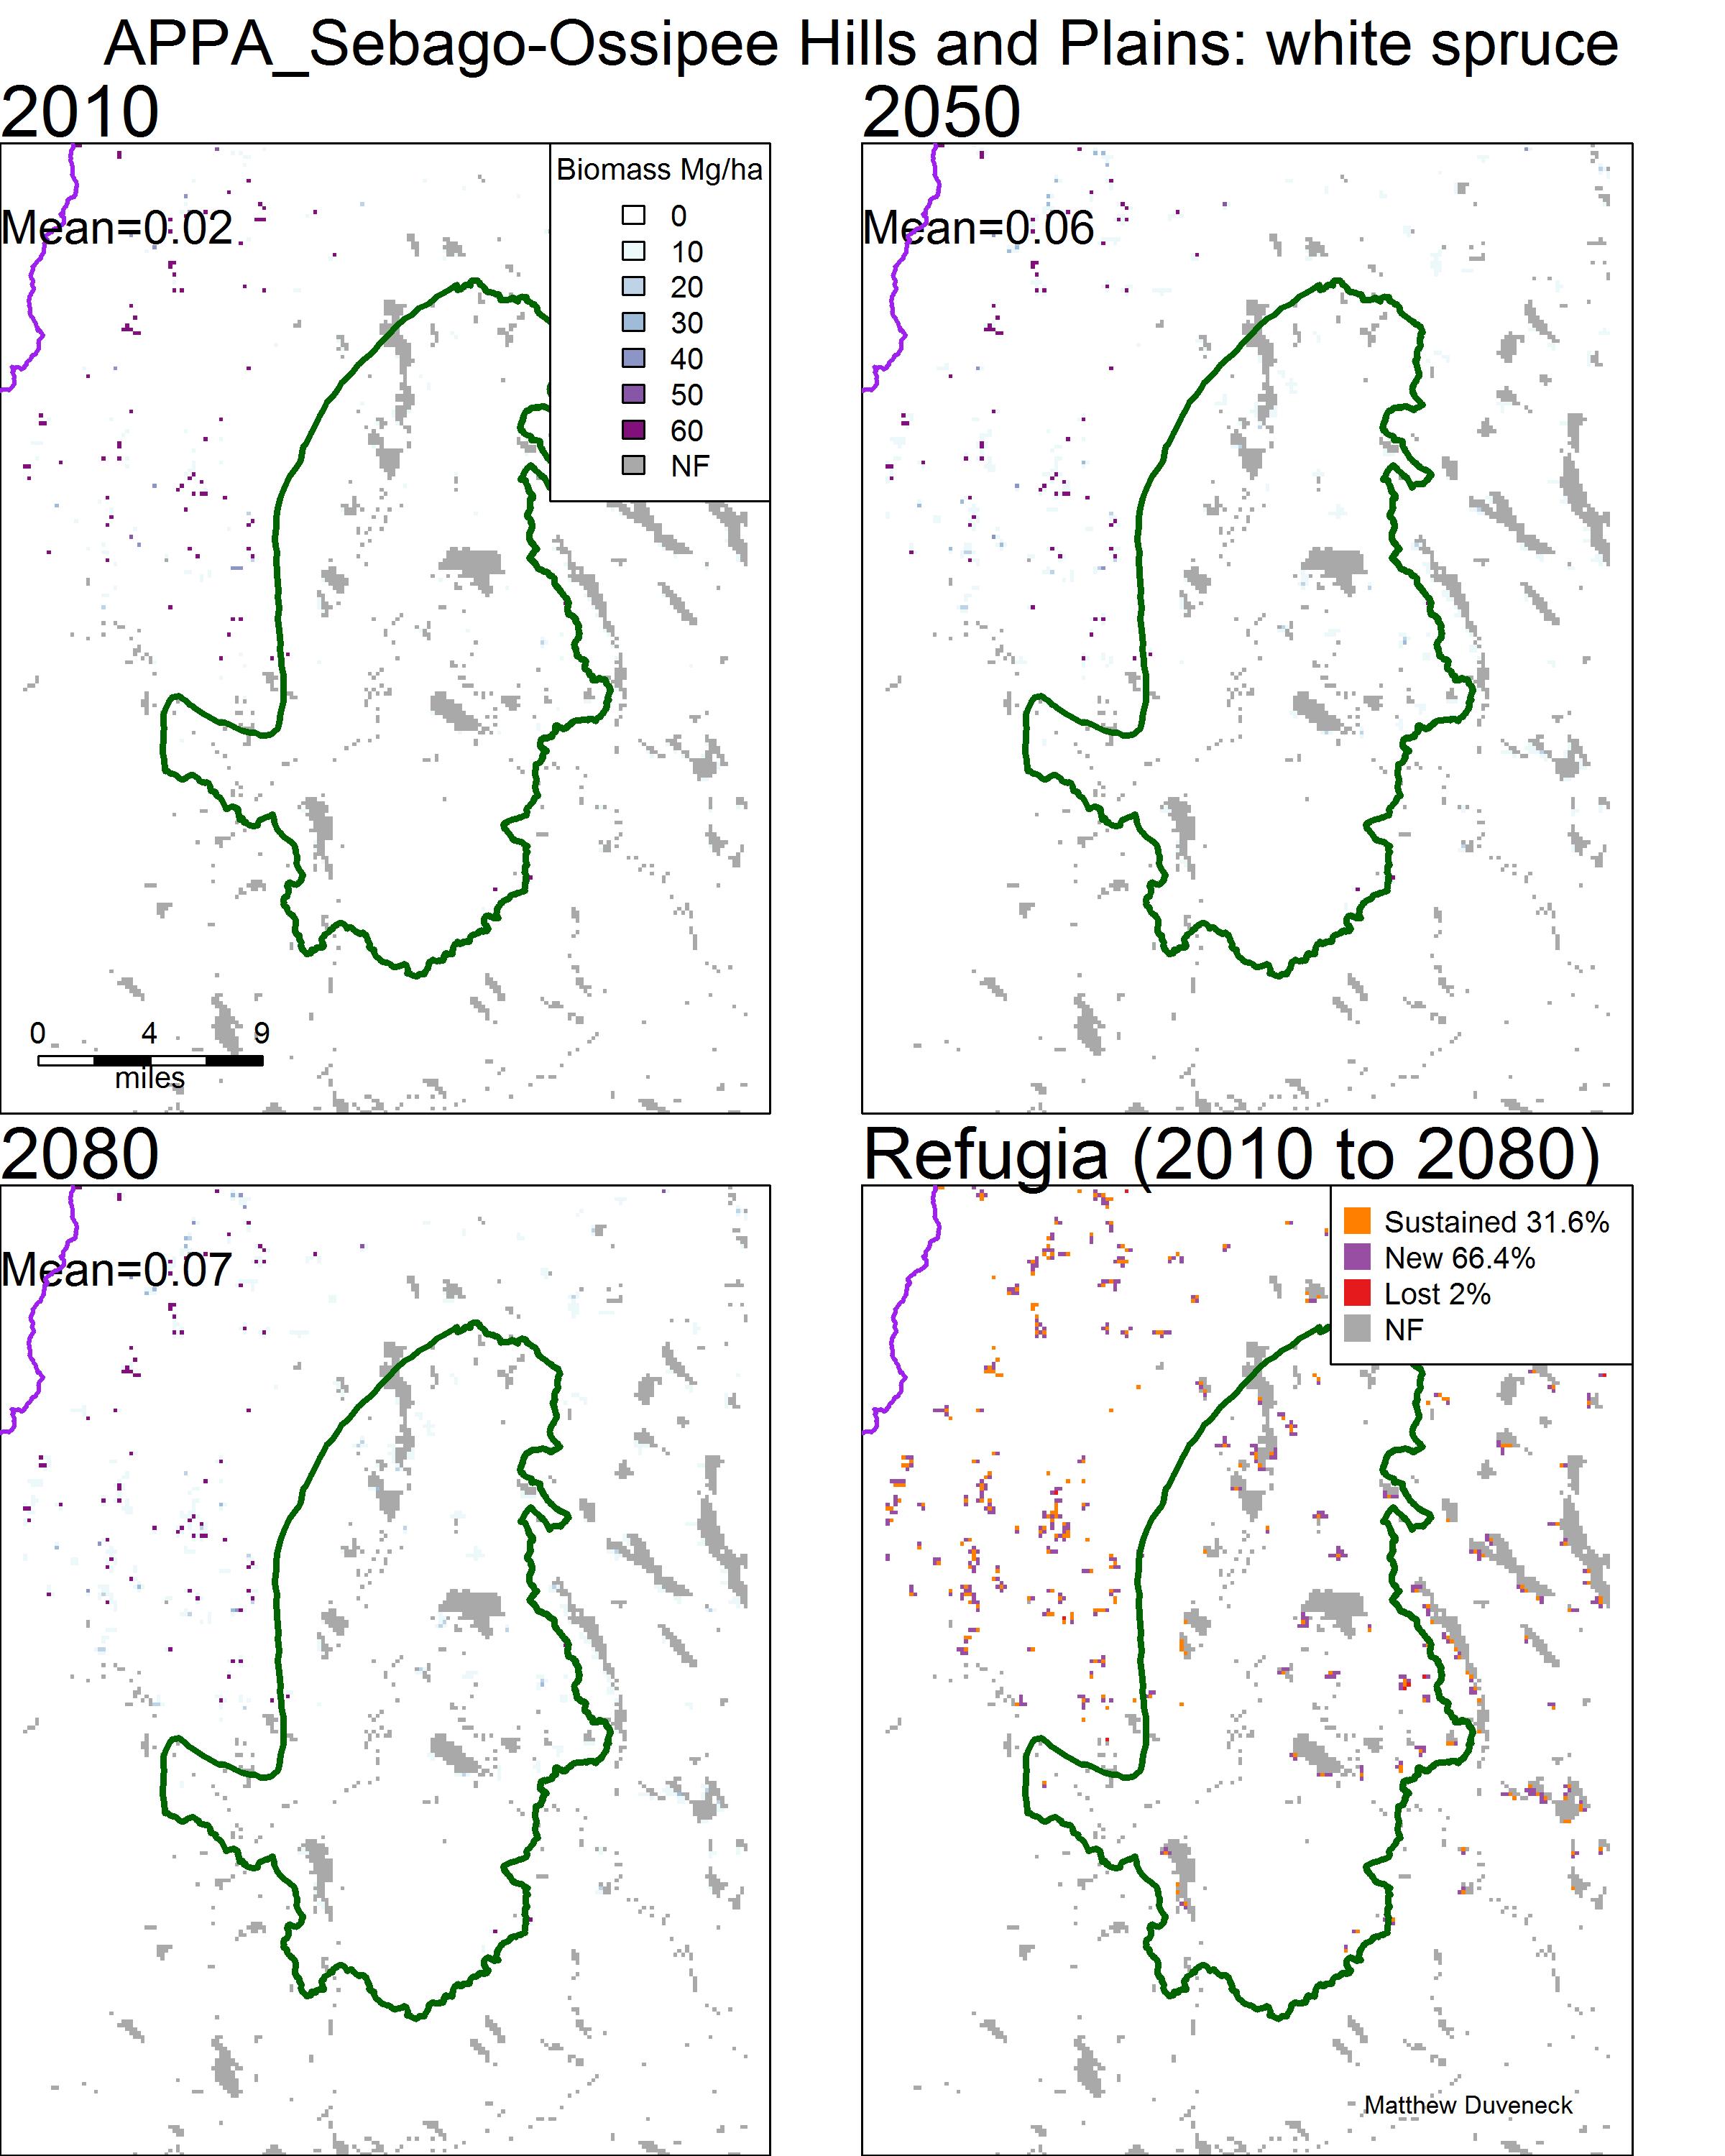 APPA_Sebago-Ossipee Hills and Plains: white spruce
2010
Mean=0.02
Biomass Mg/ha
0
10
20
30
40
50
60
NF
0 4 9
miles
2050
Mean=0.06
2080
Mean=0.07
Refugia (2010 to 2080)
Sustained 31.6%
New 66.4%
Lost 2%
NF
Matthew Duveneck